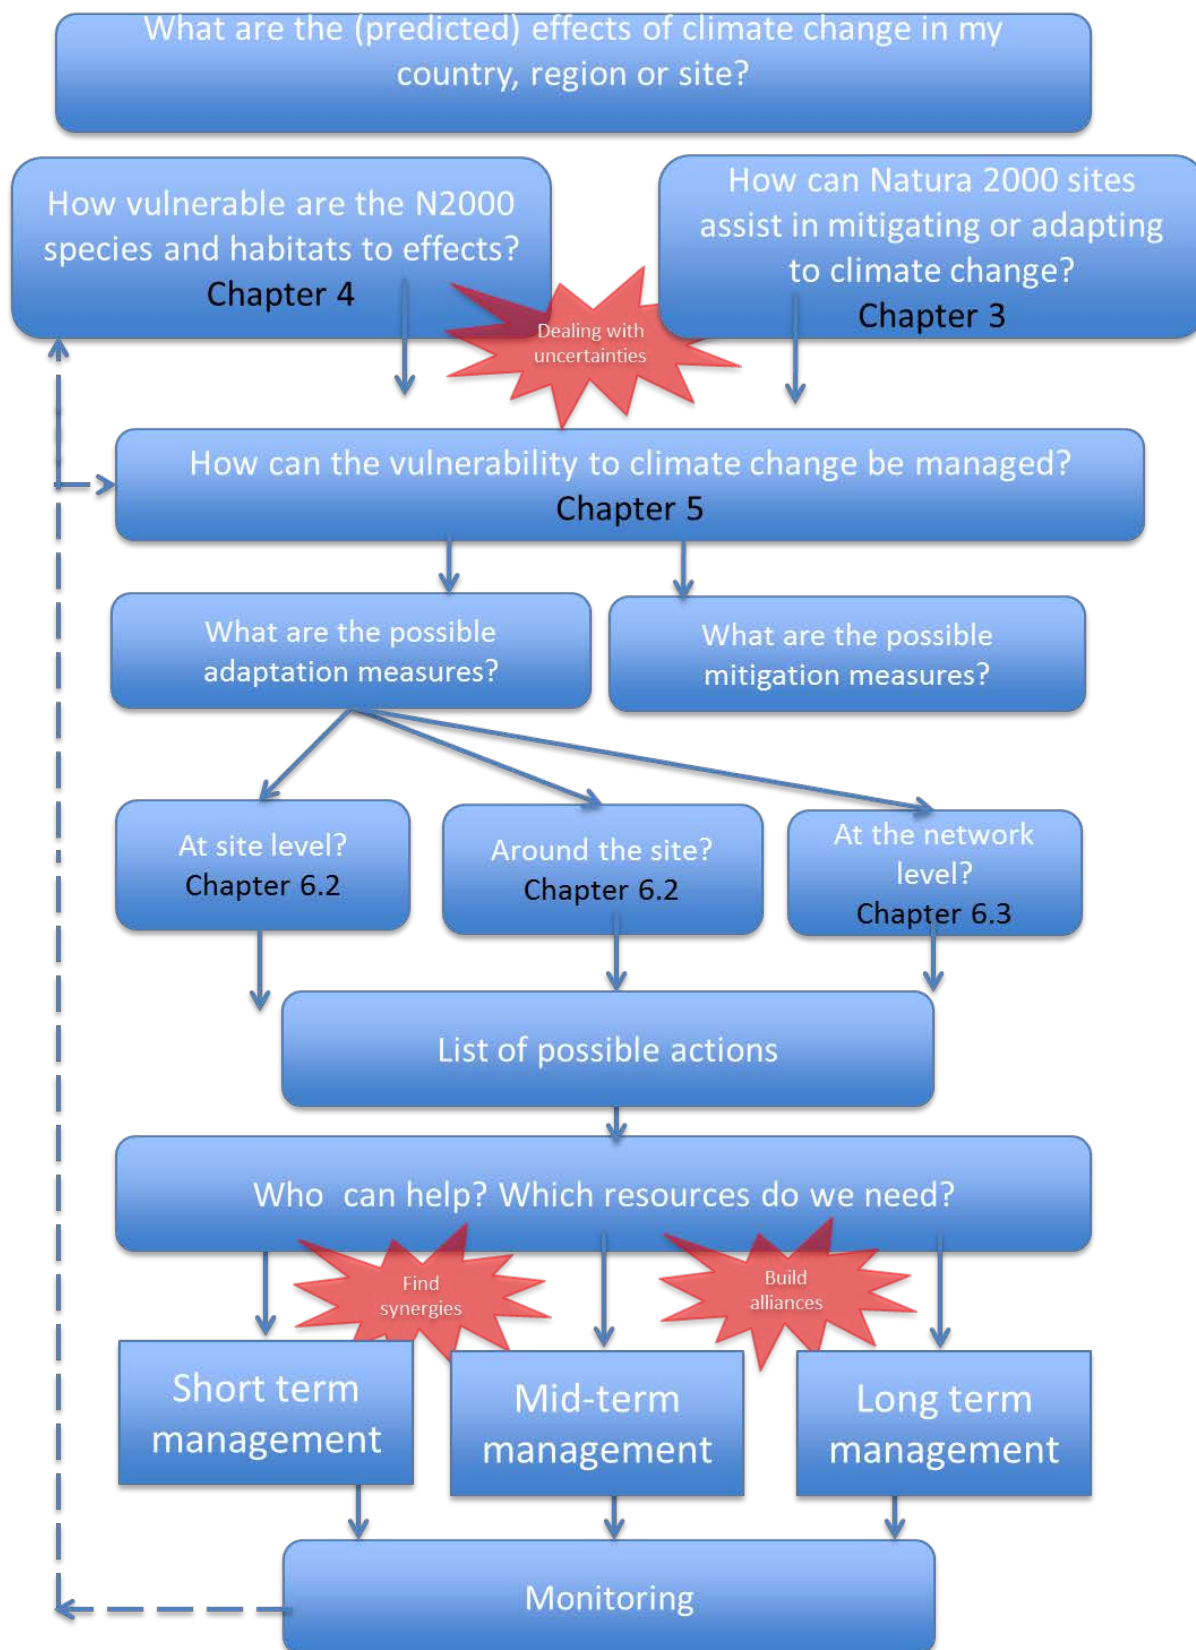 What are the (predicted) effects of climate change in my
country, region or site?
How vulnerable are the N2000
species and habitats to effects?
Chapter 4
How can Natura 2000 sites
assist in mitigating or adapting
to climate change?
Chapter 3
Dealing with
uncertainties
How can the vulnerability to climate change be managed?
Chapter 5
What are the possible
adaptation measures?
What are the possible
mitigation measures?
At site level?
Chapter 6.2
Around the site?
Chapter 6.2
At the network
level?
Chapter 6.3
List of possible actions
Who can help? Which resources do we need?
Find
synergies
Build
alliances
Short term
management
Mid-term
management
Long term
management
Monitoring